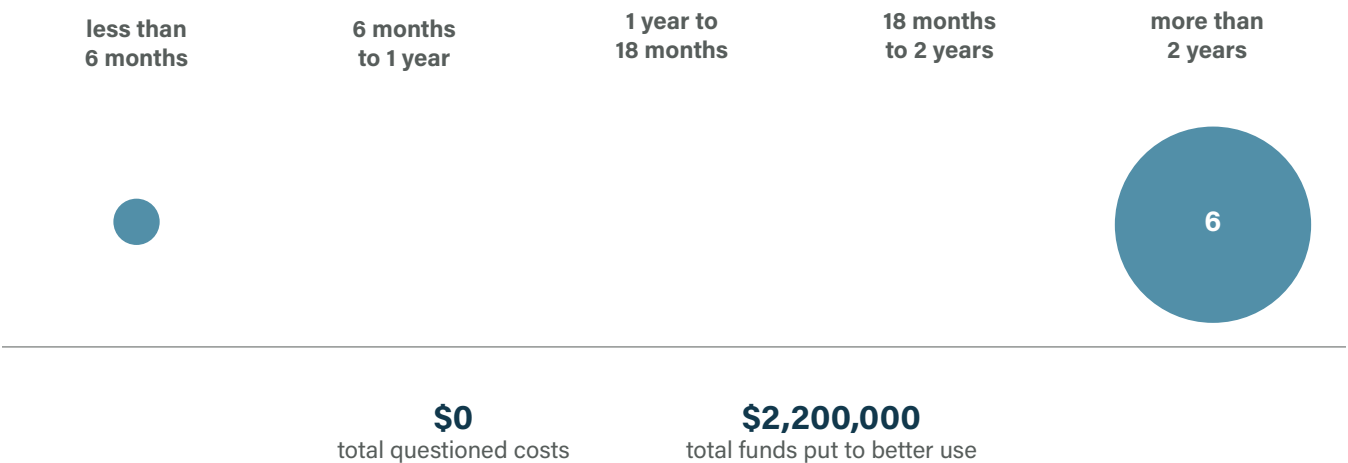 less than
6 months
6 months
to 1 year
1 year to
18 months
18 months
to 2 years
more than
2 years
6
$0
total questioned costs
$2,200,000
total funds put to better use